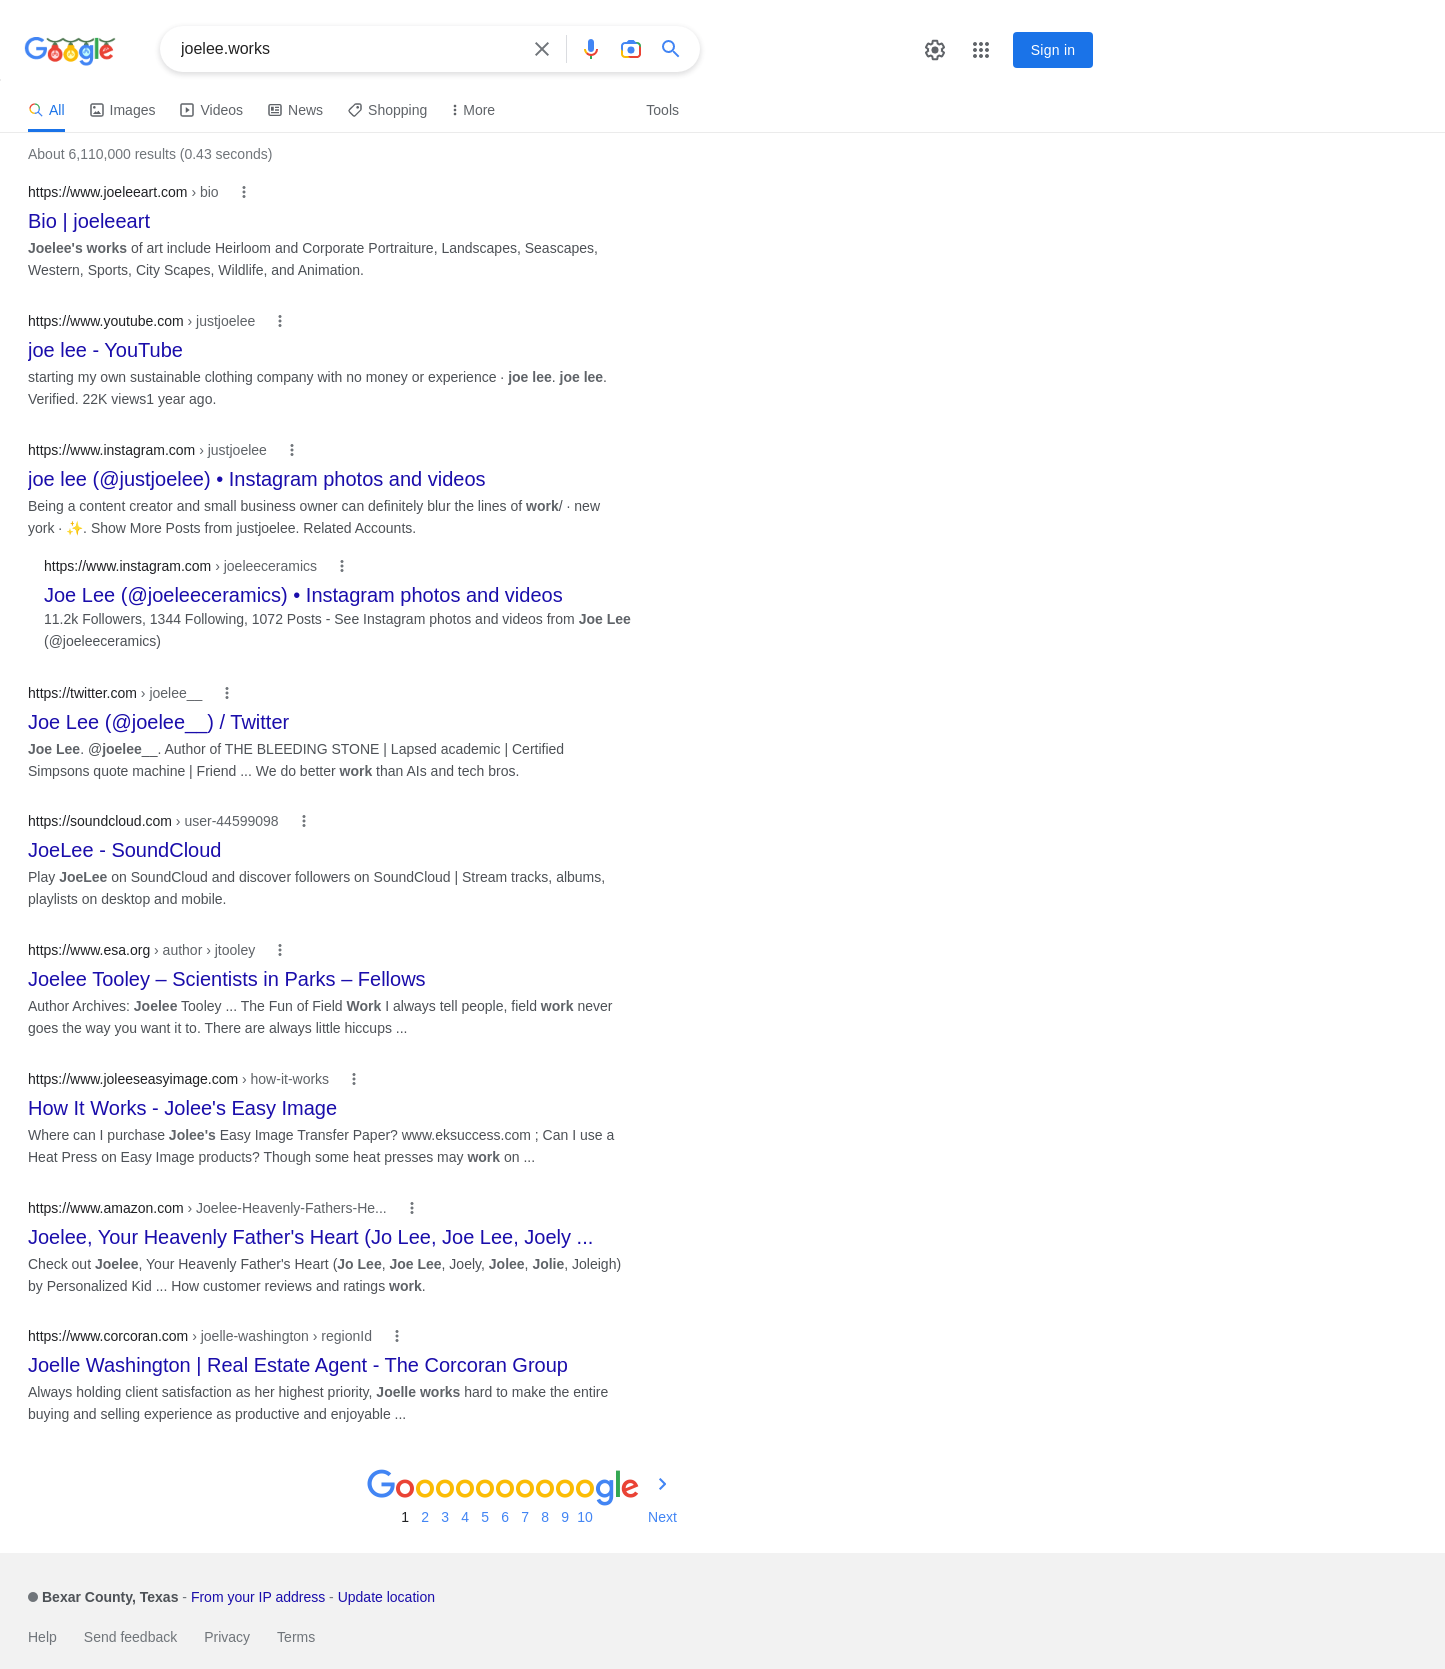 Google
joelee.works
Sign in
All
Images
Videos
News
Shopping
More
Tools
About 6,110,000 results (0.43 seconds)
https://www.joeleeart.com › bio
Bio | joeleeart
Joelee's works of art include Heirloom and Corporate Portraiture, Landscapes, Seascapes,
Western, Sports, City Scapes, Wildlife, and Animation.
https://www.youtube.com › justjoelee
joe lee - YouTube
starting my own sustainable clothing company with no money or experience · joe lee. joe lee.
Verified. 22K views1 year ago.
https://www.instagram.com › justjoelee
joe lee (@justjoelee) • Instagram photos and videos
Being a content creator and small business owner can definitely blur the lines of work/ · new
york · ✨. Show More Posts from justjoelee. Related Accounts.
https://www.instagram.com › joeleeceramics
Joe Lee (@joeleeceramics) • Instagram photos and videos
11.2k Followers, 1344 Following, 1072 Posts - See Instagram photos and videos from Joe Lee
(@joeleeceramics)
https://twitter.com › joelee__
Joe Lee (@joelee__) / Twitter
Joe Lee. @joelee__. Author of THE BLEEDING STONE | Lapsed academic | Certified
Simpsons quote machine | Friend ... We do better work than AIs and tech bros.
https://soundcloud.com › user-44599098
JoeLee - SoundCloud
Play JoeLee on SoundCloud and discover followers on SoundCloud | Stream tracks, albums,
playlists on desktop and mobile.
https://www.esa.org › author › jtooley
Joelee Tooley – Scientists in Parks – Fellows
Author Archives: Joelee Tooley ... The Fun of Field Work I always tell people, field work never
goes the way you want it to. There are always little hiccups ...
https://www.joleeseasyimage.com › how-it-works
How It Works - Jolee's Easy Image
Where can I purchase Jolee's Easy Image Transfer Paper? www.eksuccess.com ; Can I use a
Heat Press on Easy Image products? Though some heat presses may work on ...
https://www.amazon.com › Joelee-Heavenly-Fathers-He...
Joelee, Your Heavenly Father's Heart (Jo Lee, Joe Lee, Joely ...
Check out Joelee, Your Heavenly Father's Heart (Jo Lee, Joe Lee, Joely, Jolee, Jolie, Joleigh)
by Personalized Kid ... How customer reviews and ratings work.
https://www.corcoran.com › joelle-washington › regionId
Joelle Washington | Real Estate Agent - The Corcoran Group
Always holding client satisfaction as her highest priority, Joelle works hard to make the entire
buying and selling experience as productive and enjoyable ...
Goooooooooogle
1 2 3 4 5 6 7 8 9 10 Next
Bexar County, Texas - From your IP address - Update location
Help Send feedback Privacy Terms